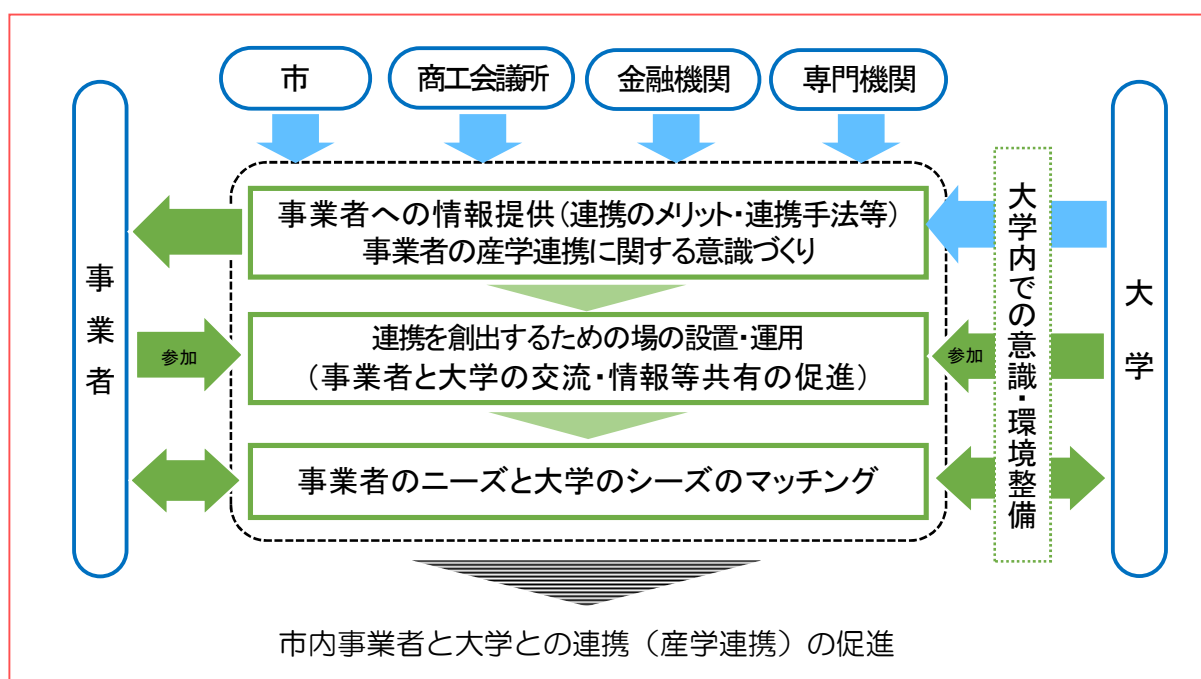 市
商工会議所
金融機関
専門機関
事業者
大学
大学内での意識・環境整備
事業者への情報提供（連携のメリット・連携手法等）
事業者の産学連携に関する意識づくり
参加
連携を創出するための場の設置・運用
（事業者と大学の交流・情報等共有の促進）
参加
事業者のニーズと大学のシーズのマッチング
市内事業者と大学との連携（産学連携）の促進